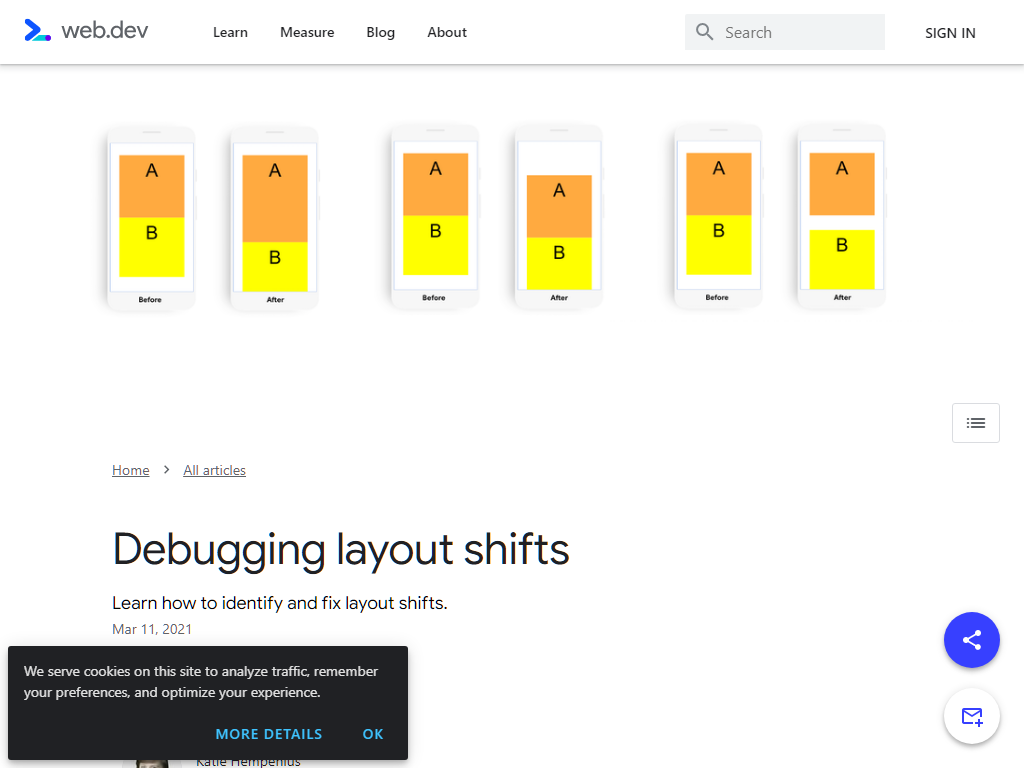 web.dev
Learn
Measure
Blog
About
Search
SIGN IN
A
B
Before
A
B
After
A
B
Before
A
B
After
A
B
Before
A
B
After
Home
All articles
Debugging layout shifts
Learn how to identify and fix layout shifts.
Mar 11, 2021
We serve cookies on this site to analyze traffic, remember
your preferences, and optimize your experience.
MORE DETAILS
OK
Katie Hempenius